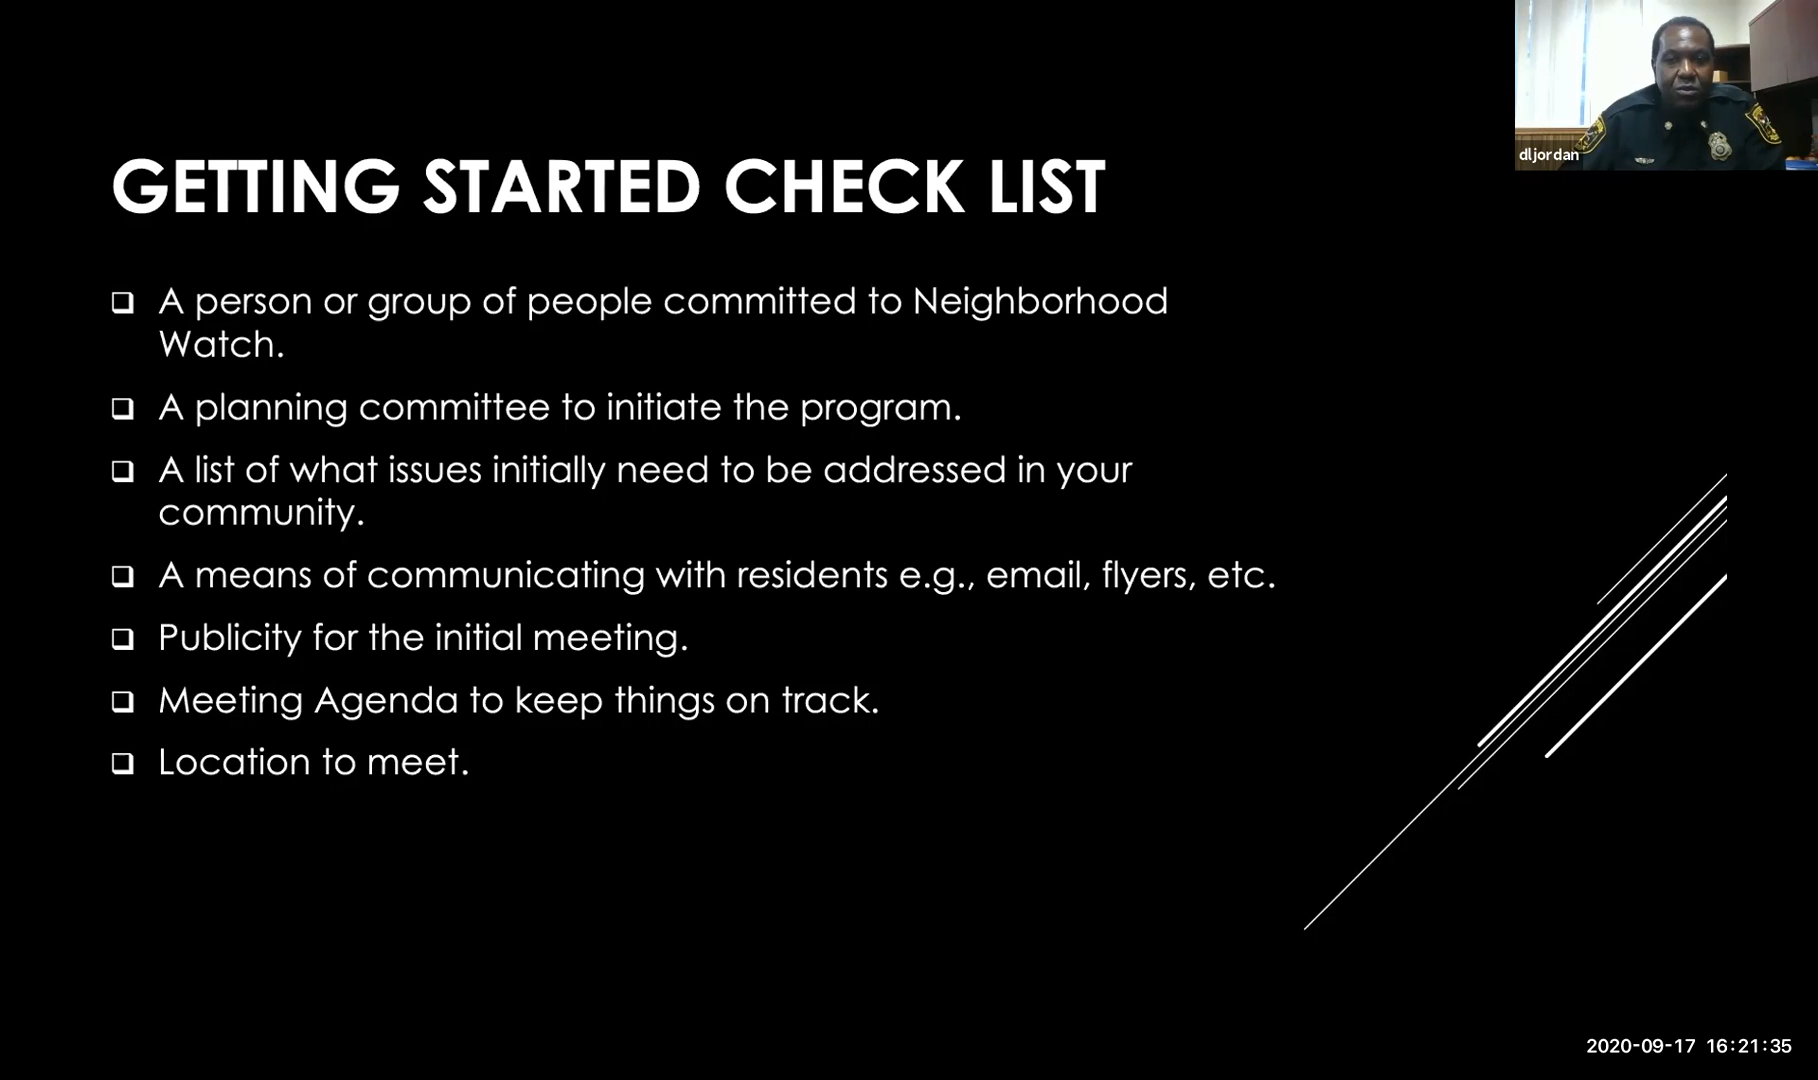 dljordan
GETTING STARTED CHECK LIST
A person or group of people committed to Neighborhood
Watch.
A planning committee to initiate the program.
A list of what issues initially need to be addressed in your
community.
A means of communicating with residents e.g., email, flyers, etc.
Publicity for the initial meeting.
Meeting Agenda to keep things on track.
Location to meet.
2020-09-17 16:21:35